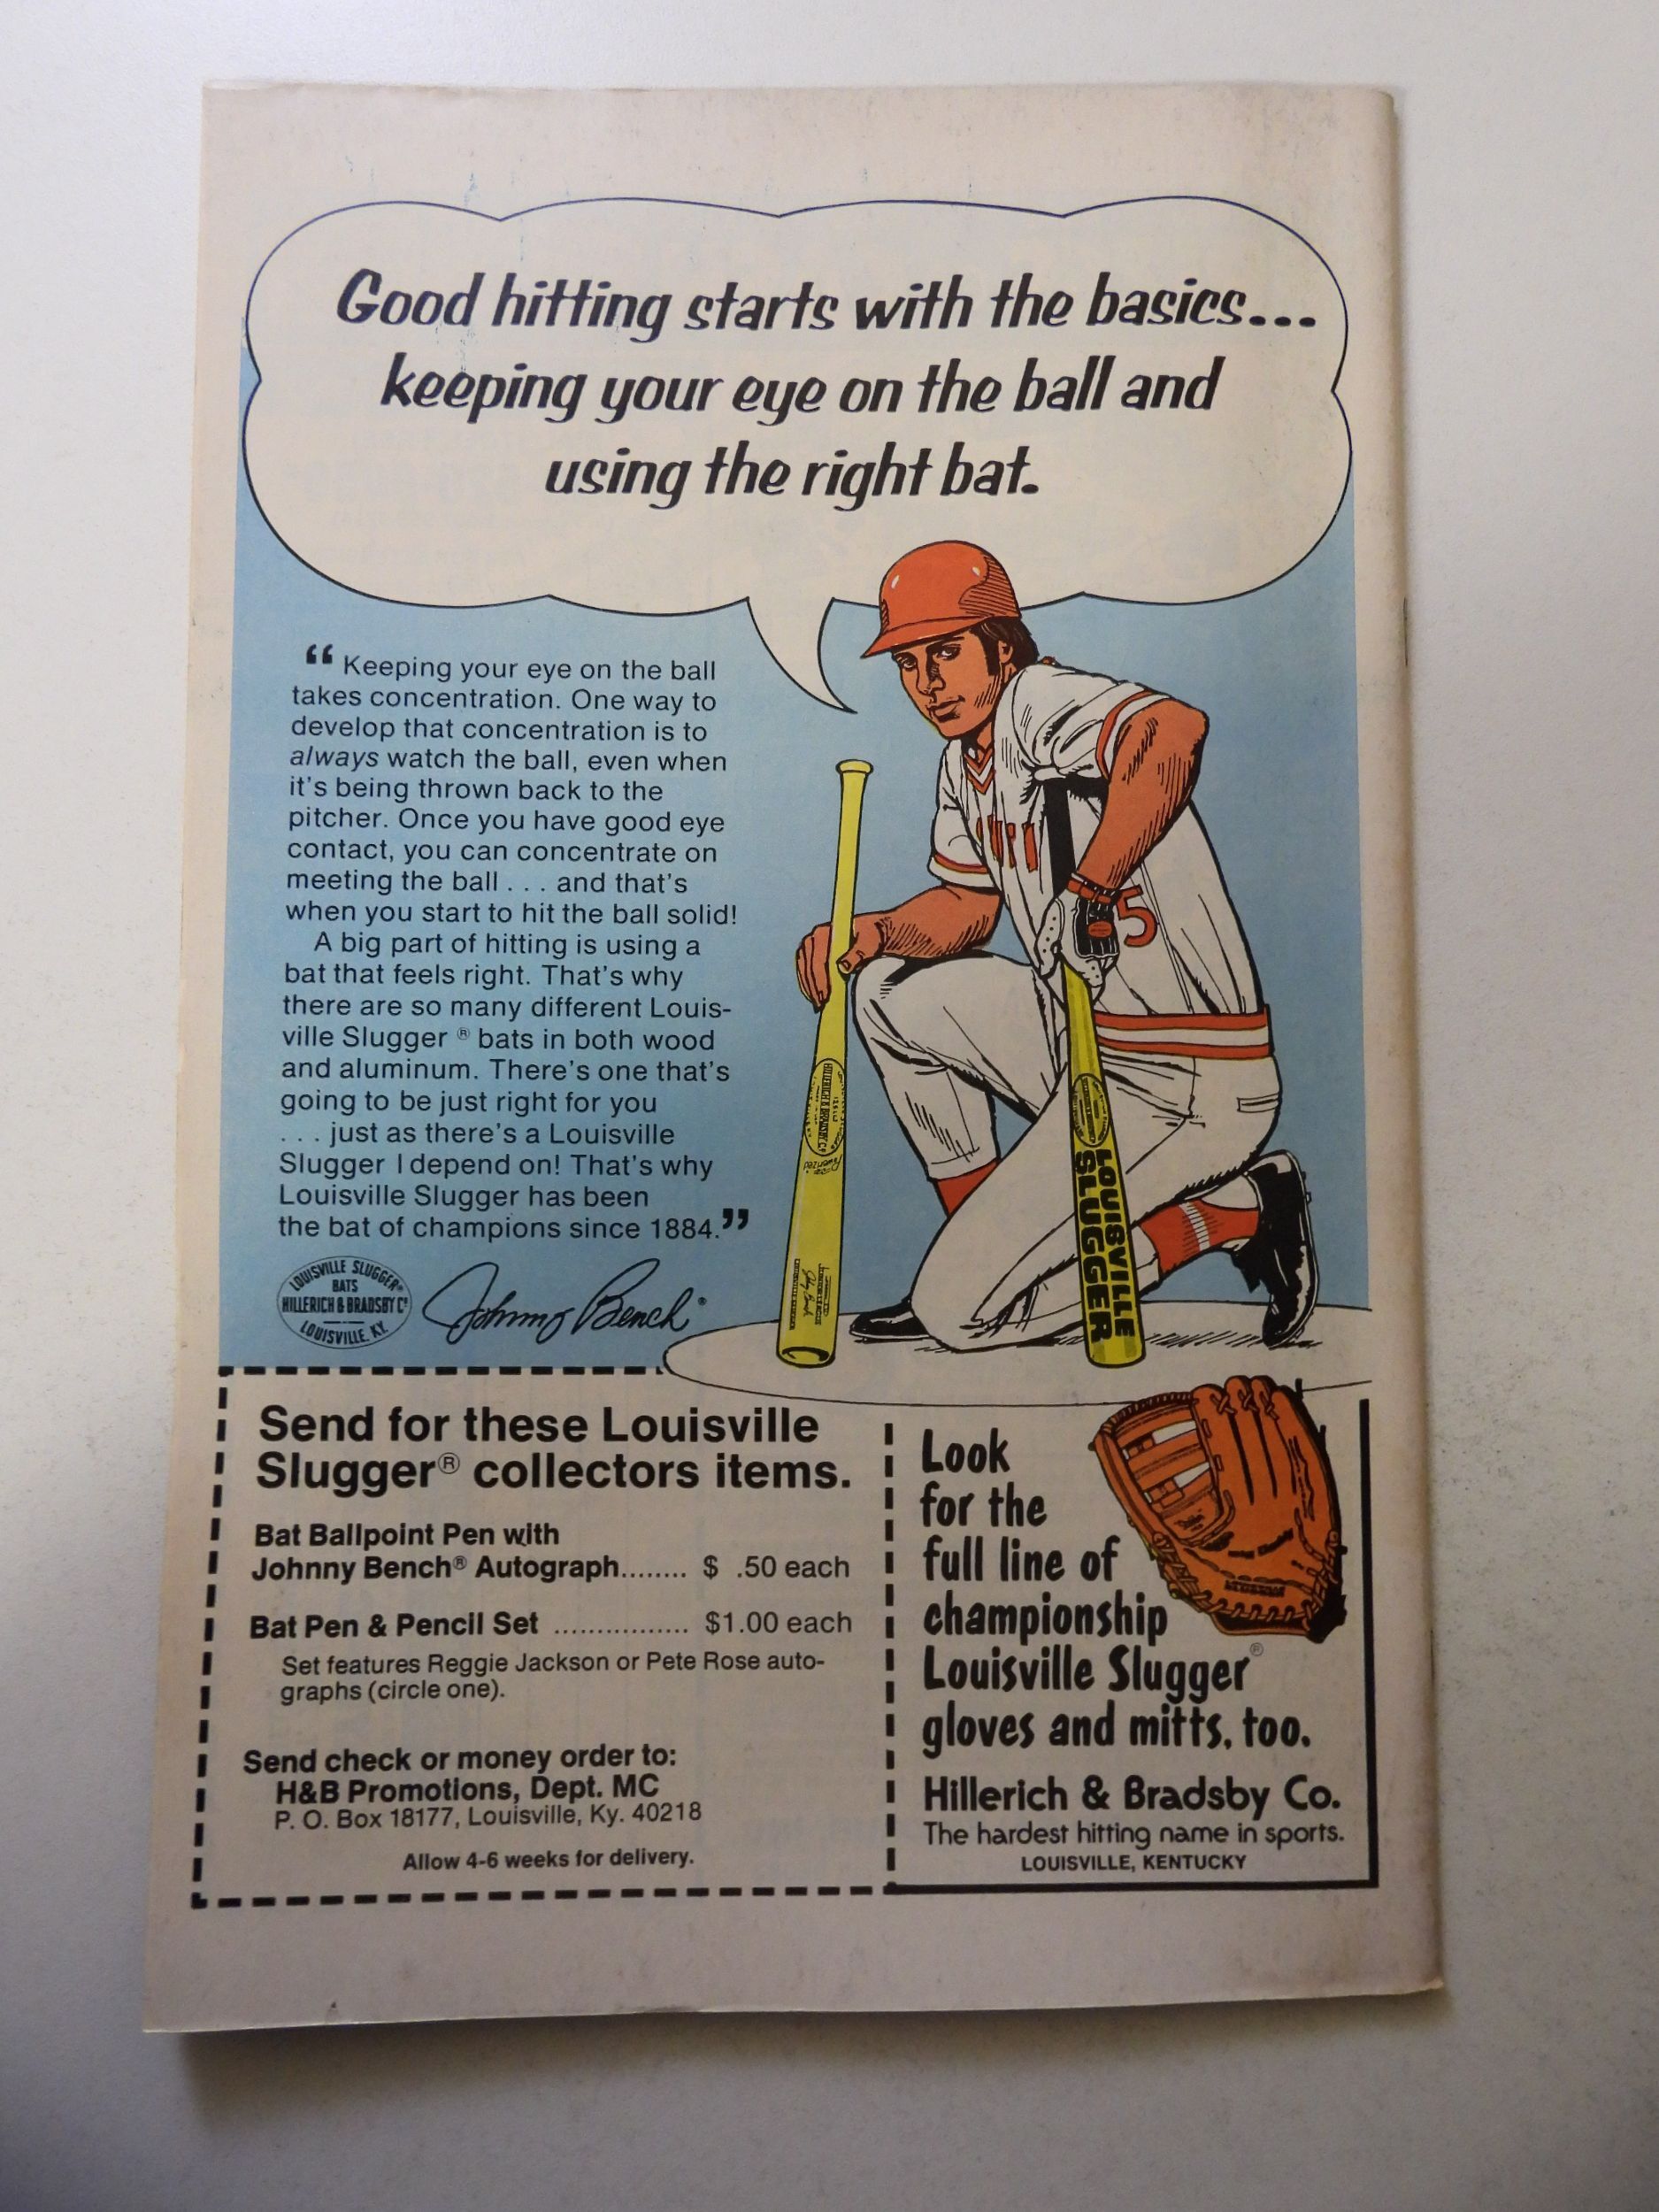 Good hitting starts with the basics...
keeping your eye on the ball and
using the right bat.
“ Keeping your eye on the ball
takes concentration. One way to
develop that concentration is to
always watch the ball, even when
it's being thrown back to the
pitcher. Once you have good eye
contact, you can concentrate on
meeting the ball . . . and that's
when you start to hit the ball solid!
A big part of hitting is using a
bat that feels right. That's why
there are so many different Louis-
ville Slugger ® bats in both wood
and aluminum. There's one that's
going to be just right for you
. . . just as there's a Louisville
Slugger I depend on! That's why
Louisville Slugger has been
the bat of champions since 1884.”
LOUISVILLE SLUGGER®
BATS
HILLERICH & BRADSBY Cº
LOUISVILLE, KY.
Johnny Bench®
5
HILLERICH & BRADSBY Cº
Powerized
LOUISVILLE
SLUGGER
Send for these Louisville
Slugger® collectors items.
Bat Ballpoint Pen with
Johnny Bench® Autograph........ $ .50 each
Bat Pen & Pencil Set ................ $1.00 each
Set features Reggie Jackson or Pete Rose auto-
graphs (circle one).
Send check or money order to:
H&B Promotions, Dept. MC
P. O. Box 18177, Louisville, Ky. 40218
Allow 4-6 weeks for delivery.
Look
for the
full line of
championship
Louisville Slugger®
gloves and mitts, too.
Hillerich & Bradsby Co.
The hardest hitting name in sports.
LOUISVILLE, KENTUCKY